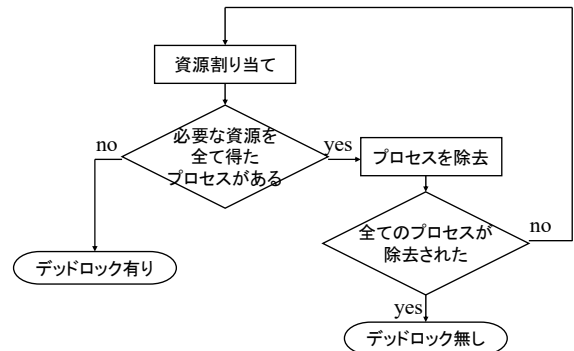 資源割り当て
必要な資源を
全て得た
プロセスがある
no
yes
プロセスを除去
全てのプロセスが
除去された
no
デッドロック有り
yes
デッドロック無し